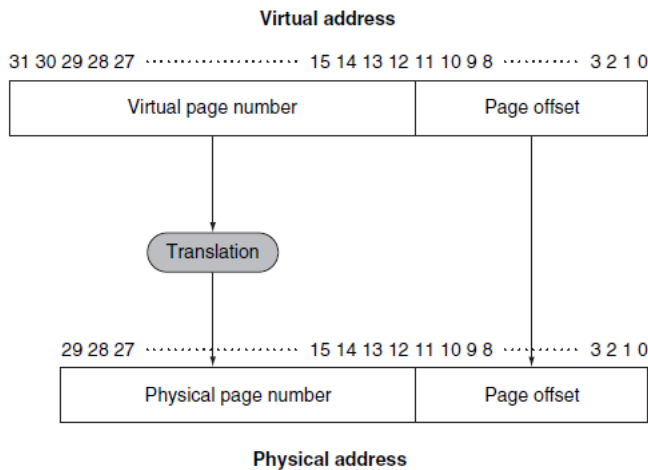 Virtual address
31 30 29 28 27 ························ 15 14 13 12 11 10 9 8 ··········· 3 2 1 0
Virtual page number Page offset
Translation
29 28 27 ························ 15 14 13 12 11 10 9 8 ··········· 3 2 1 0
Physical page number Page offset
Physical address